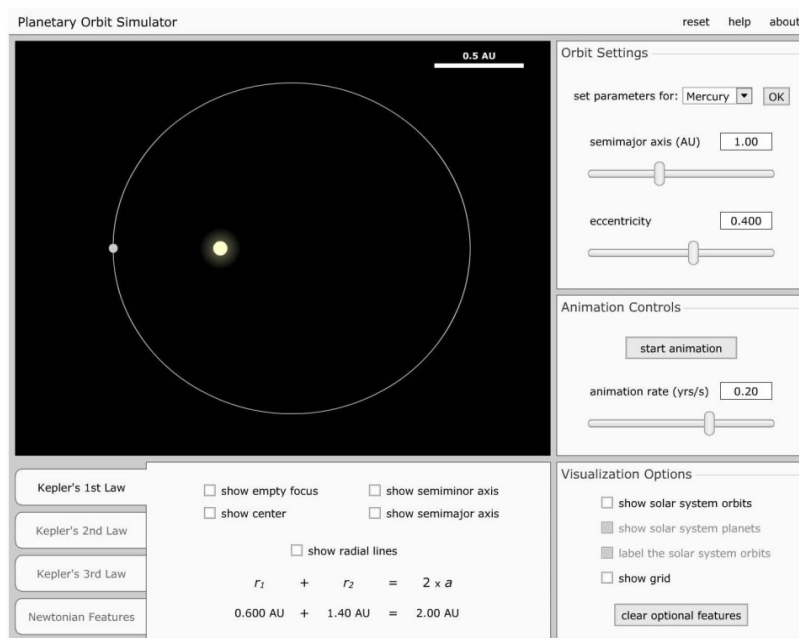 Planetary Orbit Simulator
reset help about
0.5 AU
Orbit Settings
set parameters for: Mercury OK
semimajor axis (AU) 1.00
eccentricity 0.400
Animation Controls
start animation
animation rate (yrs/s) 0.20
Kepler's 1st Law
Kepler's 2nd Law
Kepler's 3rd Law
Newtonian Features
show empty focus show semiminor axis
show center show semimajor axis
show radial lines
r₁ + r₂ = 2 x a
0.600 AU + 1.40 AU = 2.00 AU
Visualization Options
show solar system orbits
show solar system planets
label the solar system orbits
show grid
clear optional features